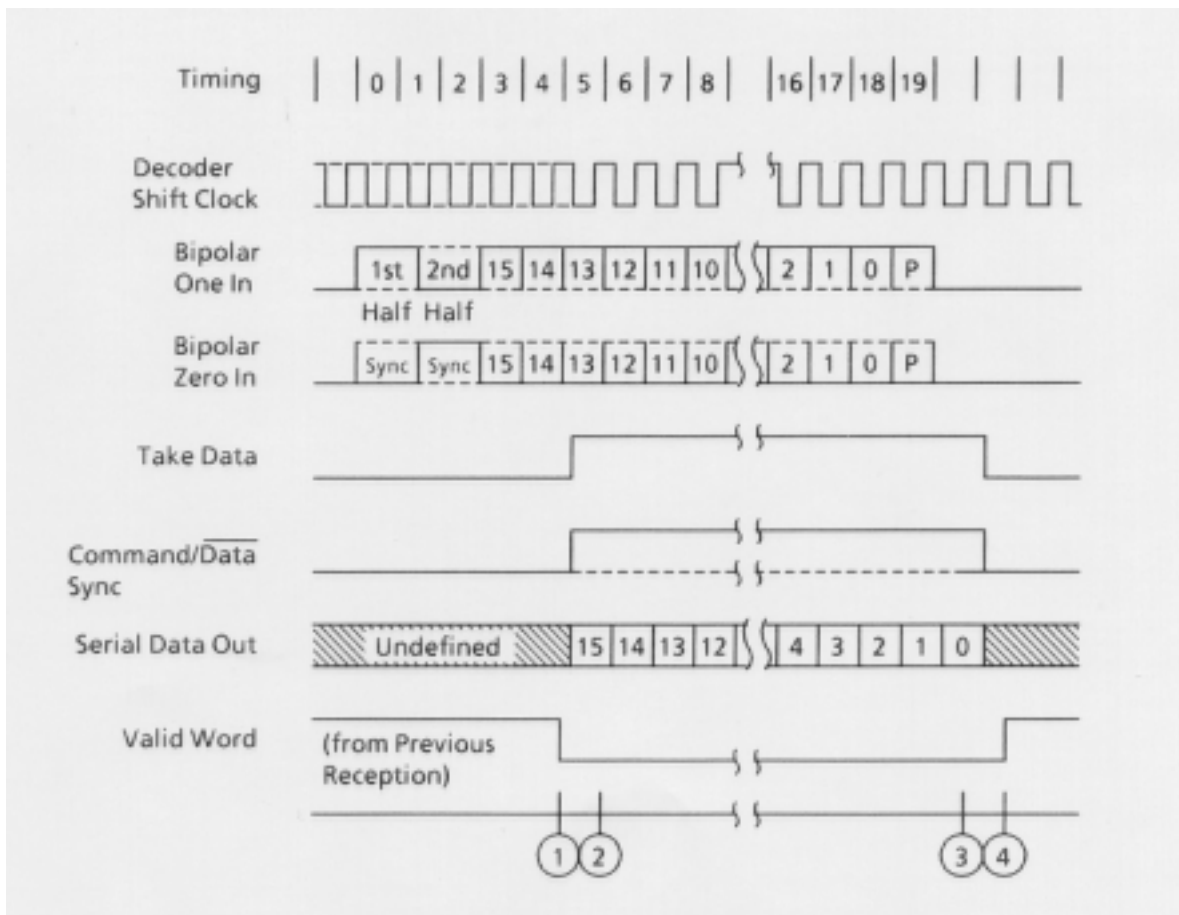 Timing 0 1 2 3 4 5 6 7 8 16 17 18 19
Decoder
Shift Clock
Bipolar
One In
1st 2nd 15 14 13 12 11 10 2 1 0 P
Half Half
Bipolar
Zero In
Sync Sync 15 14 13 12 11 10 2 1 0 P
Take Data
Command/Data
Sync
Serial Data Out Undefined 15 14 13 12 4 3 2 1 0
Valid Word
(from Previous
Reception)
1 2 3 4